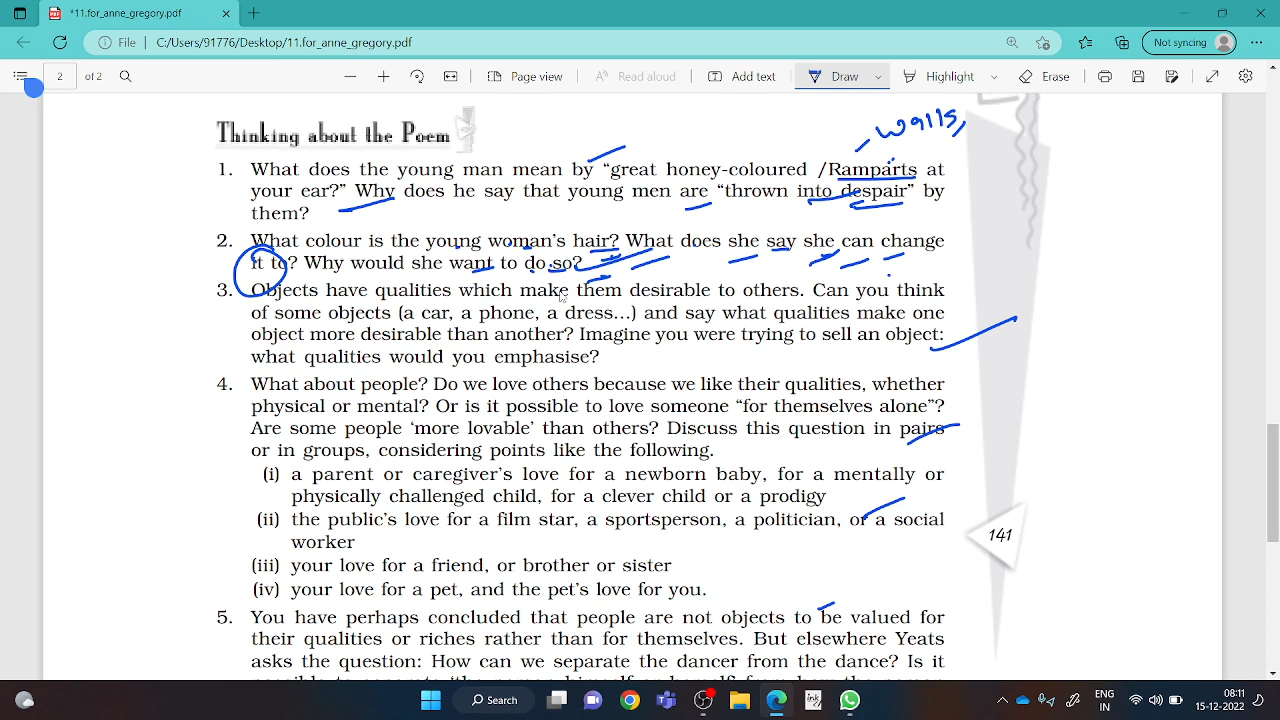 *11.for_anne_gregory.pdf
File
C:/Users/91776/Desktop/11.for_anne_gregory.pdf
Not syncing
2 of 2
Page view
Read aloud
Add text
Draw
Highlight
Erase
walls,
Thinking about the Poem
1. What does the young man mean by “great honey-coloured /Ramparts at
your ear?” Why does he say that young men are “thrown into despair” by
them?
2. What colour is the young woman’s hair? What does she say she can change
it to? Why would she want to do so?
3. Objects have qualities which make them desirable to others. Can you think
of some objects (a car, a phone, a dress…) and say what qualities make one
object more desirable than another? Imagine you were trying to sell an object:
what qualities would you emphasise?
4. What about people? Do we love others because we like their qualities, whether
physical or mental? Or is it possible to love someone “for themselves alone”?
Are some people ‘more lovable’ than others? Discuss this question in pairs
or in groups, considering points like the following.
(i) a parent or caregiver’s love for a newborn baby, for a mentally or
physically challenged child, for a clever child or a prodigy
(ii) the public’s love for a film star, a sportsperson, a politician, or a social
worker
141
(iii) your love for a friend, or brother or sister
(iv) your love for a pet, and the pet’s love for you.
5. You have perhaps concluded that people are not objects to be valued for
their qualities or riches rather than for themselves. But elsewhere Yeats
asks the question: How can we separate the dancer from the dance? Is it
Search
ink
ENG
IN
08:11
15-12-2022